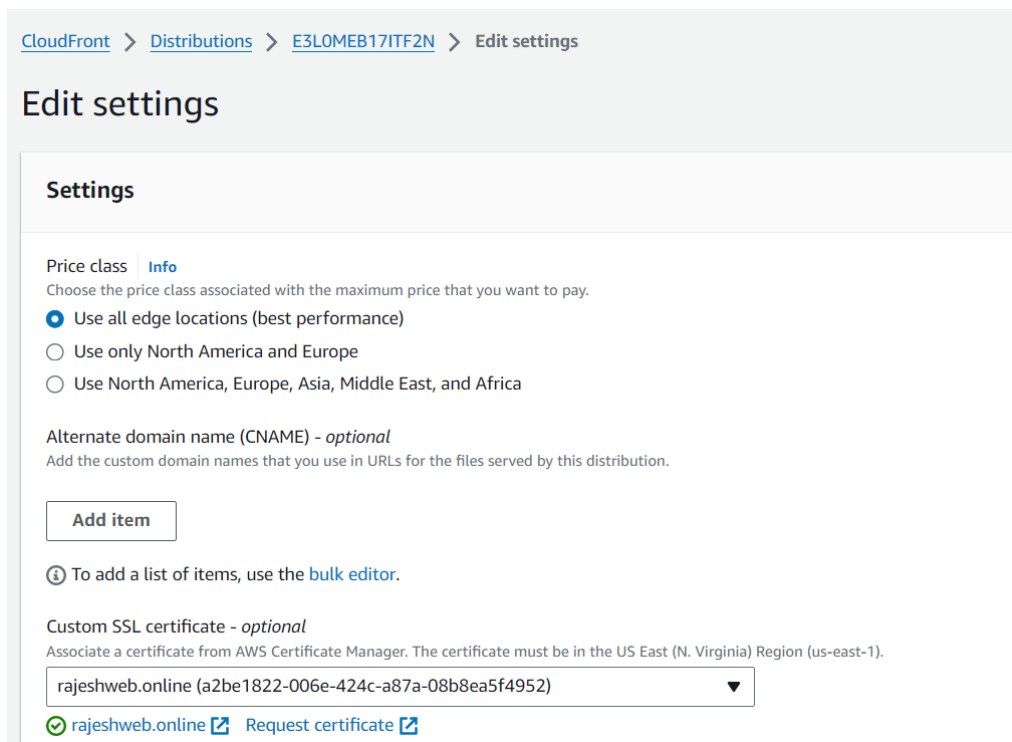 CloudFront > Distributions > E3L0MEB17ITF2N > Edit settings
Edit settings
Settings
Price class Info
Choose the price class associated with the maximum price that you want to pay.
Use all edge locations (best performance)
Use only North America and Europe
Use North America, Europe, Asia, Middle East, and Africa
Alternate domain name (CNAME) - optional
Add the custom domain names that you use in URLs for the files served by this distribution.
Add item
To add a list of items, use the bulk editor.
Custom SSL certificate - optional
Associate a certificate from AWS Certificate Manager. The certificate must be in the US East (N. Virginia) Region (us-east-1).
rajeshweb.online (a2be1822-006e-424c-a87a-08b8ea5f4952)
rajeshweb.online Request certificate